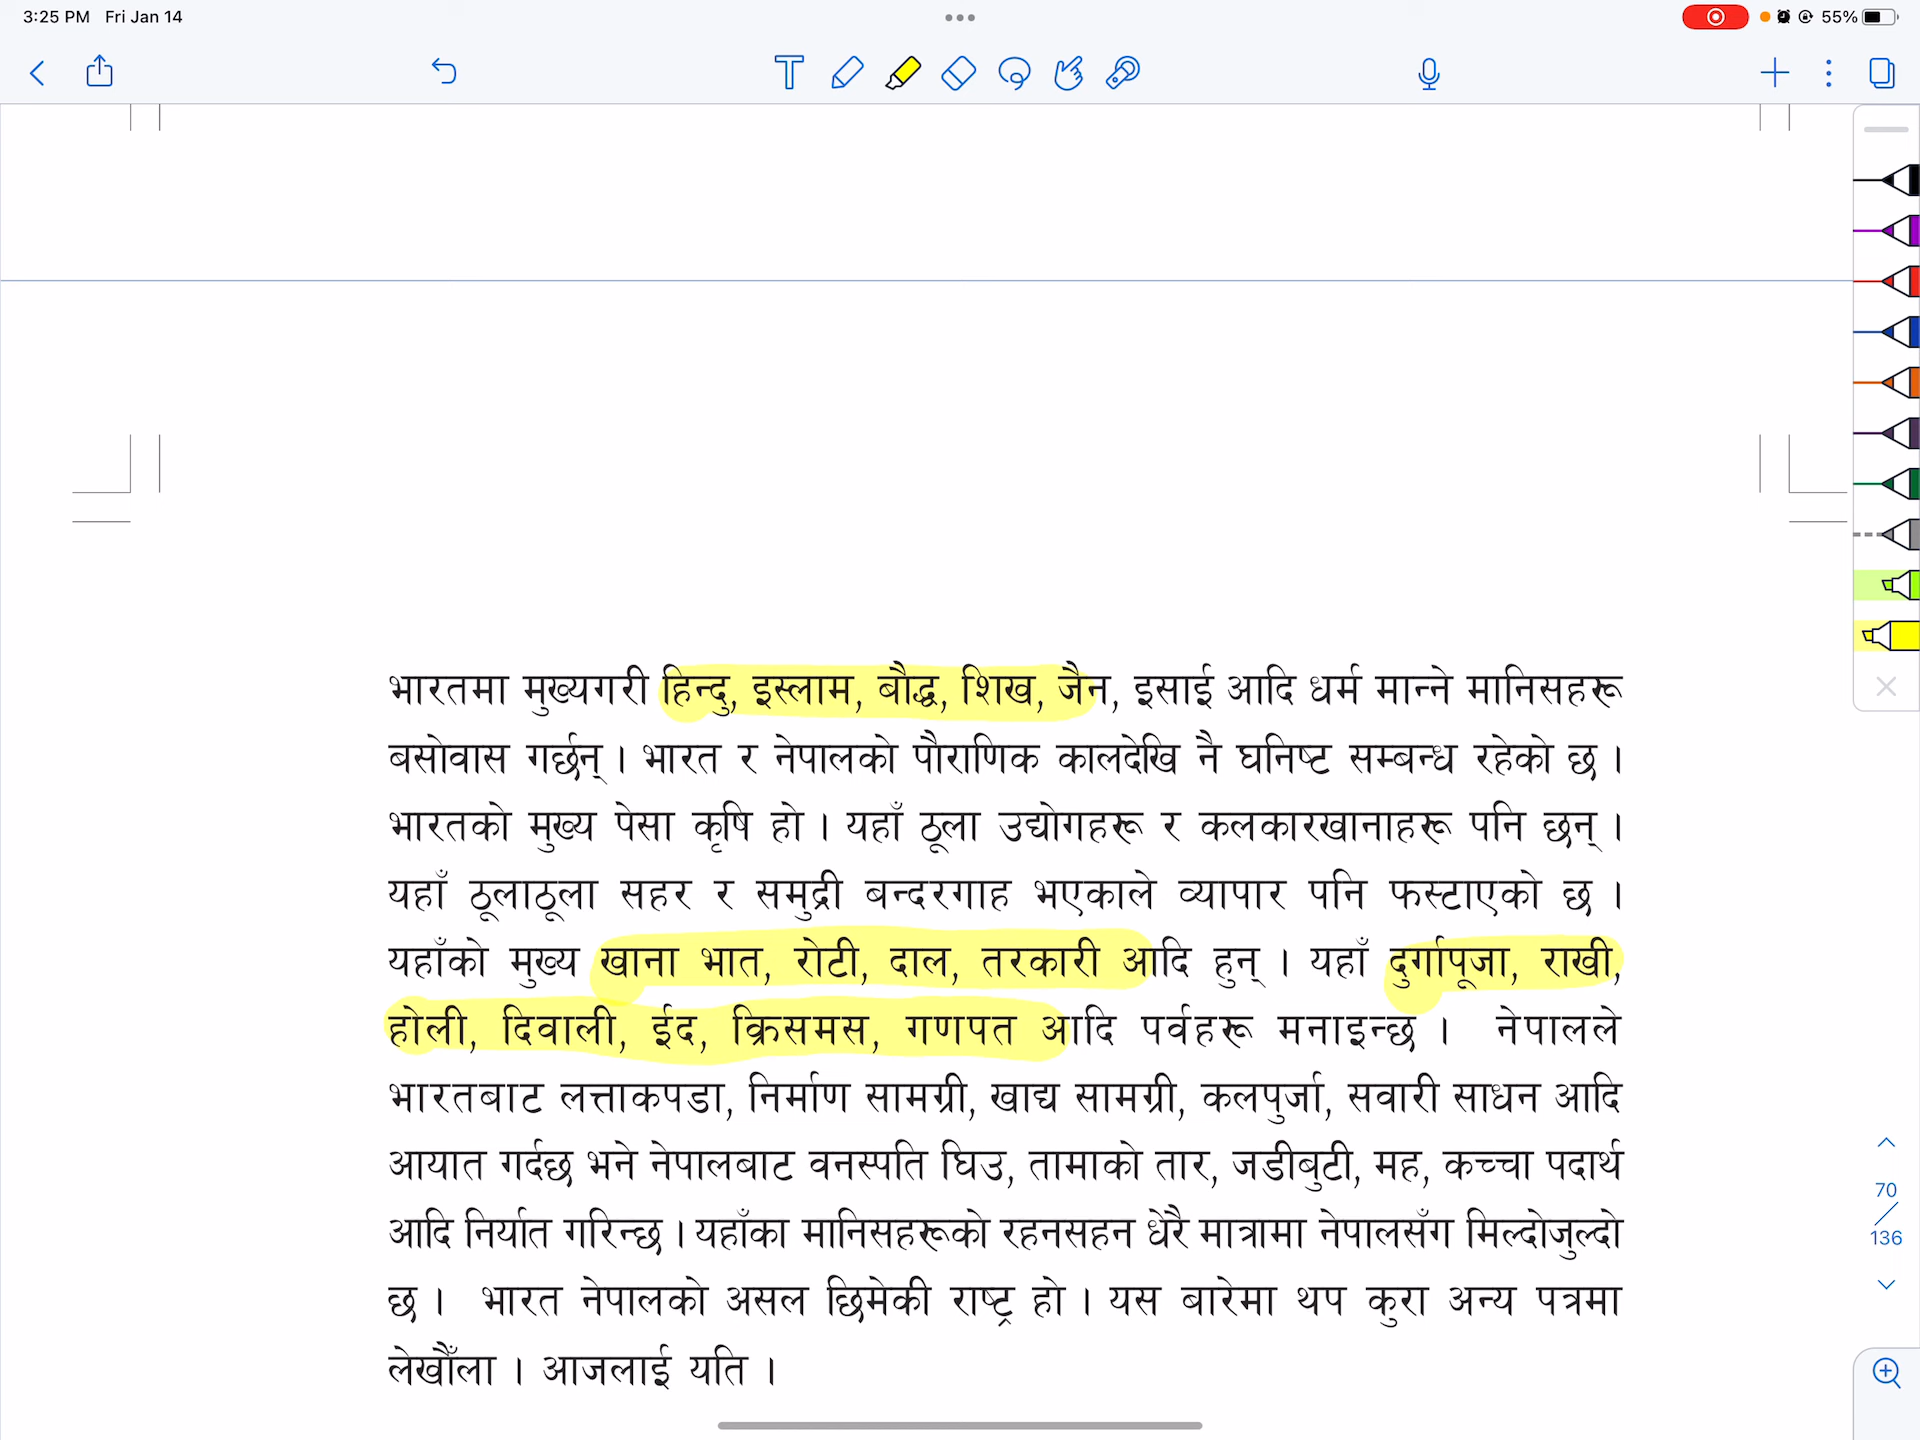 3:25 PM Fri Jan 14
55%
भारतमा मुख्यगरी हिन्दु, इस्लाम, बौद्ध, शिख, जैन, इसाई आदि धर्म मान्ने मानिसहरू
बसोवास गर्छन् । भारत र नेपालको पौराणिक कालदेखि नै घनिष्ट सम्बन्ध रहेको छ ।
भारतको मुख्य पेसा कृषि हो । यहाँ ठूला उद्योगहरू र कलकारखानाहरू पनि छन् ।
यहाँ ठूलाठूला सहर र समुद्री बन्दरगाह भएकाले व्यापार पनि फस्टाएको छ ।
यहाँको मुख्य खाना भात, रोटी, दाल, तरकारी आदि हुन् । यहाँ दुर्गापूजा, राखी,
होली, दिवाली, ईद, क्रिसमस, गणपत आदि पर्वहरू मनाइन्छ । नेपालले
भारतबाट लत्ताकपडा, निर्माण सामग्री, खाद्य सामग्री, कलपुर्जा, सवारी साधन आदि
आयात गर्दछ भने नेपालबाट वनस्पति घिउ, तामाको तार, जडीबुटी, मह, कच्चा पदार्थ
आदि निर्यात गरिन्छ । यहाँका मानिसहरूको रहनसहन धेरै मात्रामा नेपालसँग मिल्दोजुल्दो
छ । भारत नेपालको असल छिमेकी राष्ट्र हो । यस बारेमा थप कुरा अन्य पत्रमा
लेखौँला । आजलाई यति ।
70
136